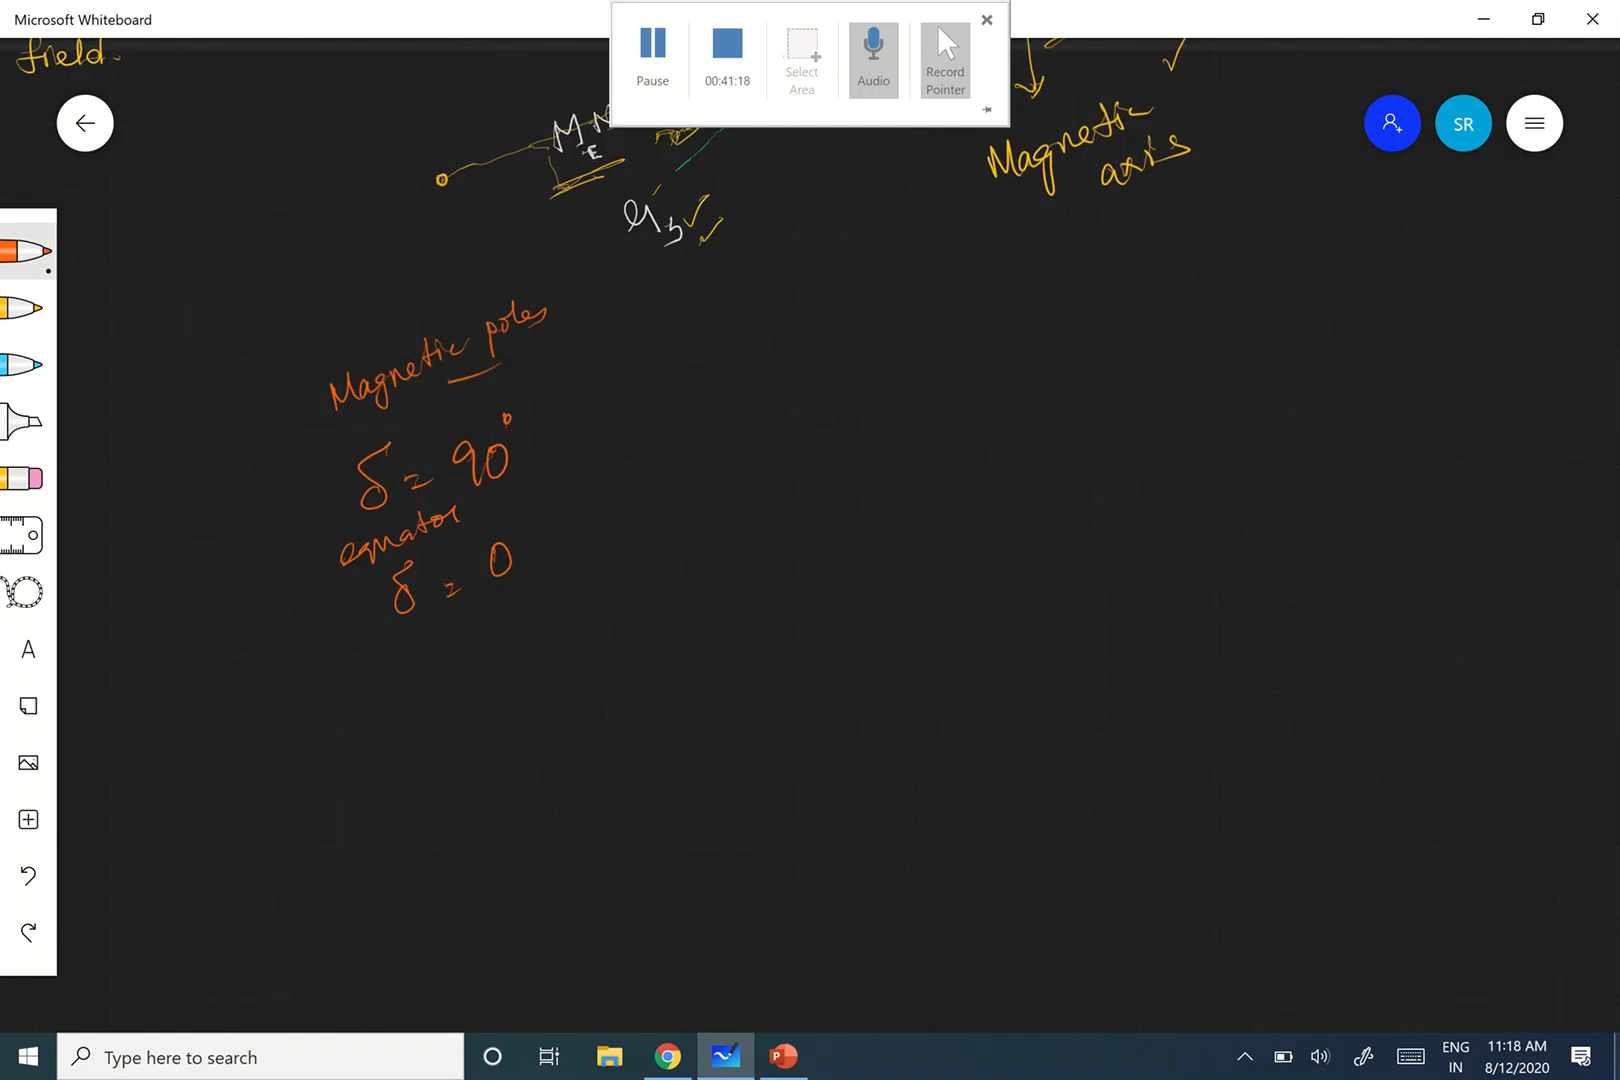 Microsoft Whiteboard
field.
Pause
00:41:18
Select
Area
Audio
Record
Pointer
SR
Magnetic
axis
Magnetic poles
δ = 90°
equator
δ = 0
A
Type here to search
ENG
IN
11:18 AM
8/12/2020